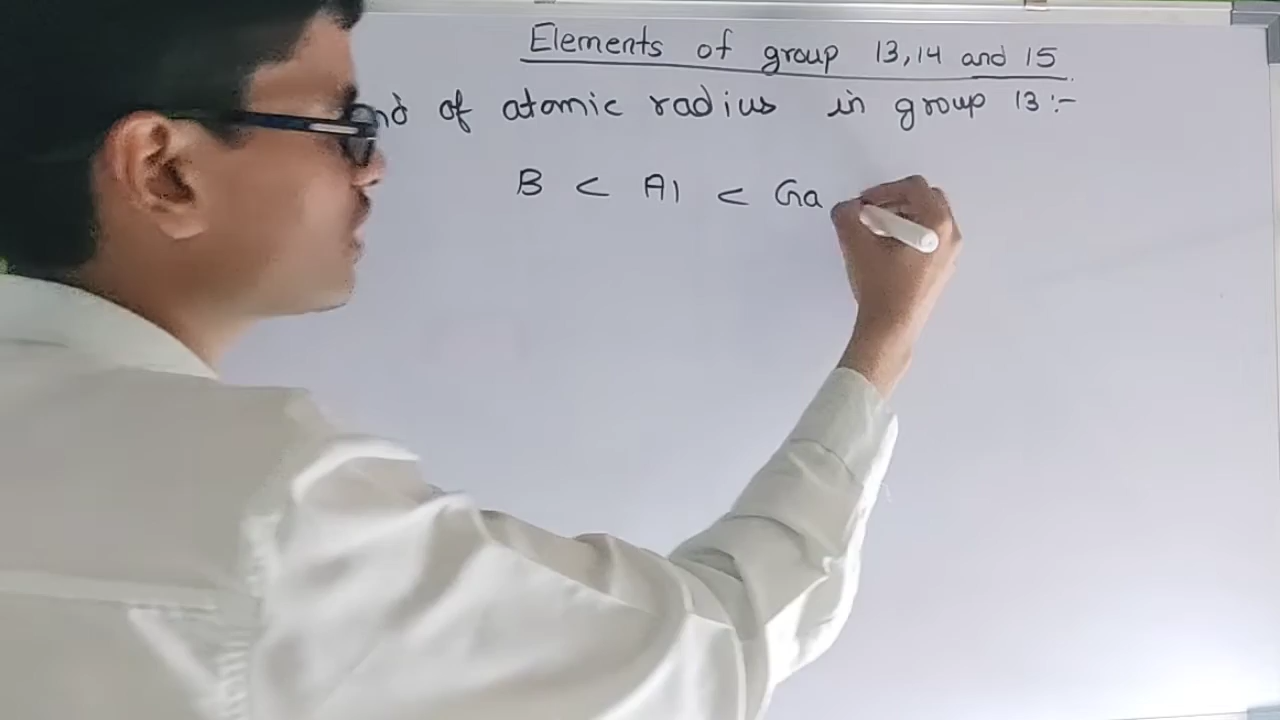 Elements of group 13,14 and 15
of atomic radius in group 13:-
B < Al < Ga